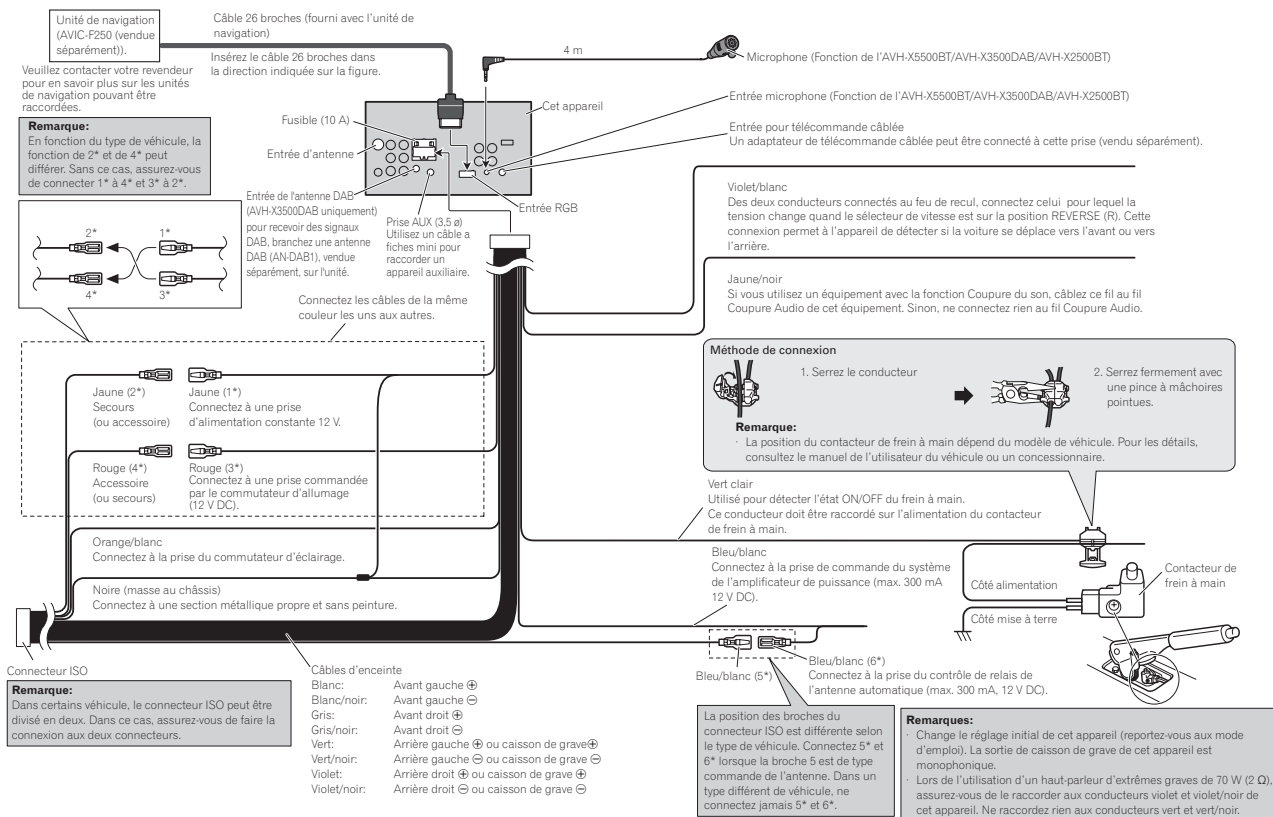 Unité de navigation
(AVIC-F250 (vendue
séparément)).
Câble 26 broches (fourni avec l'unité de
navigation)
Insérez le câble 26 broches dans
la direction indiquée sur la figure.
Veuillez contacter votre revendeur
pour en savoir plus sur les unités
de navigation pouvant être
raccordées.
4 m
Microphone (Fonction de l'AVH-X5500BT/AVH-X3500DAB/AVH-X2500BT)
Entrée microphone (Fonction de l'AVH-X5500BT/AVH-X3500DAB/AVH-X2500BT)
Cet appareil
Fusible (10 A)
Entrée d'antenne
Entrée pour télécommande câblée
Un adaptateur de télécommande câblée peut être connecté à cette prise (vendu séparément).
Remarque:
En fonction du type de véhicule, la
fonction de 2* et de 4* peut
différer. Sans ce cas, assurez-vous
de connecter 1* à 4* et 3* à 2*.
Entrée de l'antenne DAB
(AVH-X3500DAB uniquement)
pour recevoir des signaux
DAB, branchez une antenne
DAB (AN-DAB1), vendue
séparément, sur l'unité.
Prise AUX (3,5 ø)
Utilisez un câble a
fiches mini pour
raccorder un
appareil auxiliaire.
Entrée RGB
2*
1*
4*
3*
Violet/blanc
Des deux conducteurs connectés au feu de recul, connectez celui pour lequel la
tension change quand le sélecteur de vitesse est sur la position REVERSE (R). Cette
connexion permet à l'appareil de détecter si la voiture se déplace vers l'avant ou vers
l'arrière.
Jaune/noir
Si vous utilisez un équipement avec la fonction Coupure du son, câblez ce fil au fil
Coupure Audio de cet équipement. Sinon, ne connectez rien au fil Coupure Audio.
Connectez les câbles de la même
couleur les uns aux autres.
Méthode de connexion
1. Serrez le conducteur
2. Serrez fermement avec
une pince à mâchoires
pointues.
Remarque:
· La position du contacteur de frein à main dépend du modèle de véhicule. Pour les détails,
consultez le manuel de l'utilisateur du véhicule ou un concessionnaire.
Jaune (2*)
Secours
(ou accessoire)
Jaune (1*)
Connectez à une prise
d'alimentation constante 12 V.
Rouge (4*)
Accessoire
(ou secours)
Rouge (3*)
Connectez à une prise commandée
par le commutateur d'allumage
(12 V DC).
Vert clair
Utilisé pour détecter l'état ON/OFF du frein à main.
Ce conducteur doit être raccordé sur l'alimentation du contacteur
de frein à main.
Orange/blanc
Connectez à la prise du commutateur d'éclairage.
Noire (masse au châssis)
Connectez à une section métallique propre et sans peinture.
Bleu/blanc
Connectez à la prise de commande du système
de l'amplificateur de puissance (max. 300 mA
12 V DC).
Côté alimentation
Côté mise à terre
Contacteur de
frein à main
Connecteur ISO
Remarque:
Dans certains véhicule, le connecteur ISO peut être
divisé en deux. Dans ce cas, assurez-vous de faire la
connexion aux deux connecteurs.
Câbles d'enceinte
Blanc: Avant gauche ⊕
Blanc/noir: Avant gauche ⊖
Gris: Avant droit ⊕
Gris/noir: Avant droit ⊖
Vert: Arrière gauche ⊕ ou caisson de grave⊕
Vert/noir: Arrière gauche ⊖ ou caisson de grave ⊖
Violet: Arrière droit ⊕ ou caisson de grave ⊕
Violet/noir: Arrière droit ⊖ ou caisson de grave ⊖
Bleu/blanc (5*)
Bleu/blanc (6*)
Connectez à la prise du contrôle de relais de
l'antenne automatique (max. 300 mA, 12 V DC).
La position des broches du
connecteur ISO est différente selon
le type de véhicule. Connectez 5* et
6* lorsque la broche 5 est de type
commande de l'antenne. Dans un
type différent de véhicule, ne
connectez jamais 5* et 6*.
Remarques:
· Change le réglage initial de cet appareil (reportez-vous aux mode
d'emploi). La sortie de caisson de grave de cet appareil est
monophonique.
· Lors de l'utilisation d'un haut-parleur d'extrêmes graves de 70 W (2 Ω),
assurez-vous de le raccorder aux conducteurs violet et violet/noir de
cet appareil. Ne raccordez rien aux conducteurs vert et vert/noir.